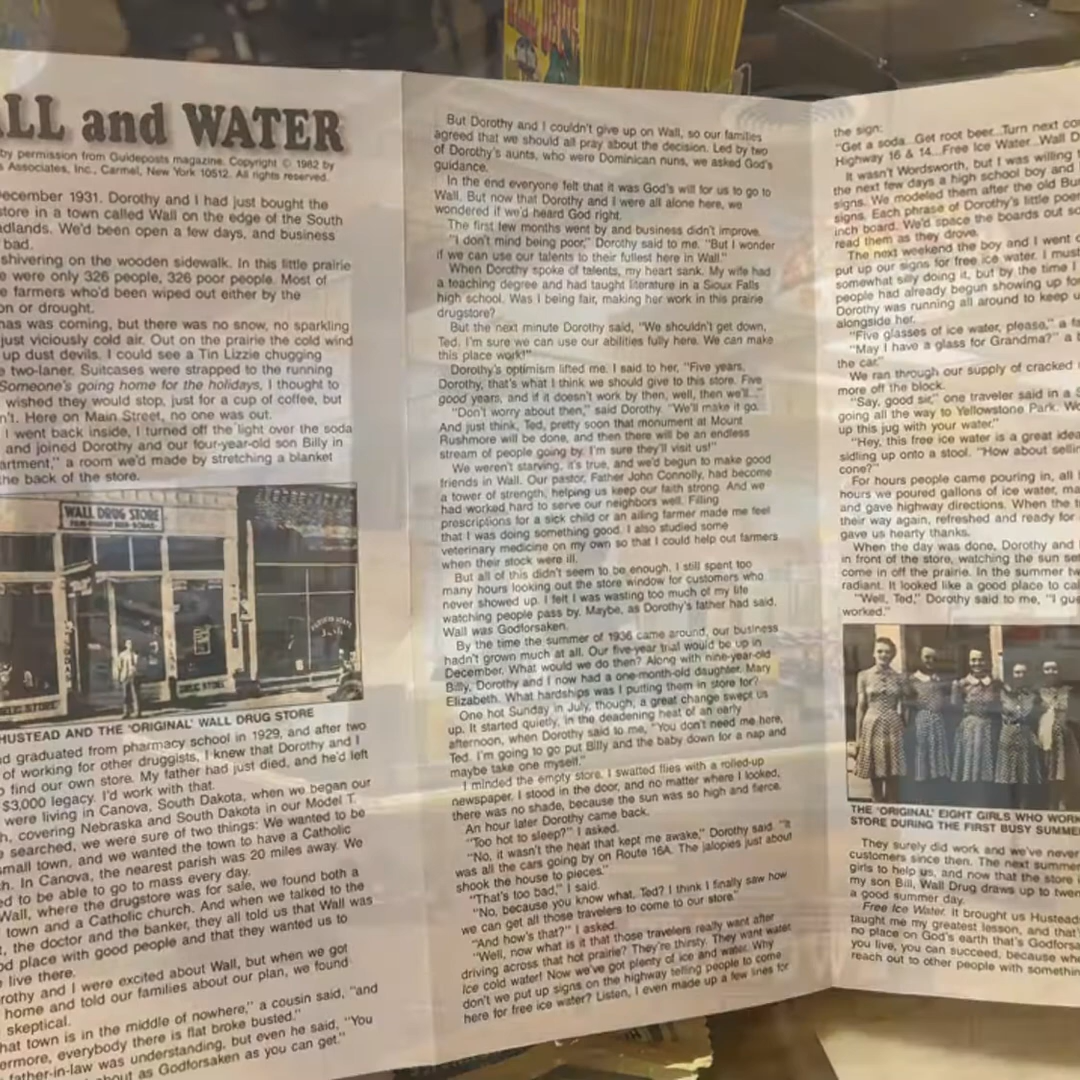 WALL DRUG
LL and WATER
by permission from Guideposts magazine. Copyright © 1982 by
Associates, Inc., Carmel, New York 10512. All rights reserved.
ecember 1931. Dorothy and I had just bought the
store in a town called Wall on the edge of the South
adlands. We'd been open a few days, and business
bad.
shivering on the wooden sidewalk. In this little prairie
e were only 326 people, 326 poor people. Most of
e farmers who'd been wiped out either by the
on or drought.
mas was coming, but there was no snow, no sparkling
just viciously cold air. Out on the prairie the cold wind
up dust devils. I could see a Tin Lizzie chugging
e two-laner. Suitcases were strapped to the running
Someone's going home for the holidays, I thought to
wished they would stop, just for a cup of coffee, but
n't. Here on Main Street, no one was out.
I went back inside, I turned off the light over the soda
and joined Dorothy and our four-year-old son Billy in
artment," a room we'd made by stretching a blanket
he back of the store.
WALL DRUG STORE
DRUG STORE
HUSTEAD AND THE 'ORIGINAL' WALL DRUG STORE
d graduated from pharmacy school in 1929, and after two
of working for other druggists, I knew that Dorothy and I
o find our own store. My father had just died, and he'd left
$3,000 legacy. I'd work with that.
were living in Canova, South Dakota, when we began our
h, covering Nebraska and South Dakota in our Model T.
e searched, we were sure of two things: We wanted to be
small town, and we wanted the town to have a Catholic
ch. In Canova, the nearest parish was 20 miles away. We
ed to be able to go to mass every day.
Wall, where the drugstore was for sale, we found both a
town and a Catholic church. And when we talked to the
t, the doctor and the banker, they all told us that Wall was
od place with good people and that they wanted us to
live there.
rothy and I were excited about Wall, but when we got
home and told our families about our plan, we found
skeptical.
hat town is in the middle of nowhere," a cousin said, "and
ermore, everybody there is flat broke busted."
father-in-law was understanding, but even he said, "You
about as Godforsaken as you can get."
But Dorothy and I couldn't give up on Wall, so our families
agreed that we should all pray about the decision. Led by two
of Dorothy's aunts, who were Dominican nuns, we asked God's
guidance.
In the end everyone felt that it was God's will for us to go to
Wall. But now that Dorothy and I were all alone here, we
wondered if we'd heard God right.
The first few months went by and business didn't improve.
"I don't mind being poor," Dorothy said to me. "But I wonder
if we can use our talents to their fullest here in Wall."
When Dorothy spoke of talents, my heart sank. My wife had
a teaching degree and had taught literature in a Sioux Falls
high school. Was I being fair, making her work in this prairie
drugstore?
But the next minute Dorothy said, "We shouldn't get down,
Ted. I'm sure we can use our abilities fully here. We can make
this place work!"
Dorothy's optimism lifted me. I said to her, "Five years,
Dorothy, that's what I think we should give to this store. Five
good years, and if it doesn't work by then, well, then we'll..."
"Don't worry about then," said Dorothy. "We'll make it go.
And just think, Ted, pretty soon that monument at Mount
Rushmore will be done, and then there will be an endless
stream of people going by. I'm sure they'll visit us!"
We weren't starving, it's true, and we'd begun to make good
friends in Wall. Our pastor, Father John Connolly, had become
a tower of strength, helping us keep our faith strong. And we
had worked hard to serve our neighbors well. Filling
prescriptions for a sick child or an ailing farmer made me feel
that I was doing something good. I also studied some
veterinary medicine on my own so that I could help out farmers
when their stock were ill.
But all of this didn't seem to be enough. I still spent too
many hours looking out the store window for customers who
never showed up. I felt I was wasting too much of my life
watching people pass by. Maybe, as Dorothy's father had said,
Wall was Godforsaken.
By the time the summer of 1936 came around, our business
hadn't grown much at all. Our five-year trial would be up in
December. What would we do then? Along with nine-year-old
Billy, Dorothy and I now had a one-month-old daughter, Mary
Elizabeth. What hardships was I putting them in store for?
One hot Sunday in July, though, a great change swept us
up. It started quietly, in the deadening heat of an early
afternoon, when Dorothy said to me, "You don't need me here,
Ted. I'm going to go put Billy and the baby down for a nap and
maybe take one myself."
I minded the empty store. I swatted flies with a rolled-up
newspaper. I stood in the door, and no matter where I looked,
there was no shade, because the sun was so high and fierce.
An hour later Dorothy came back.
"Too hot to sleep?" I asked.
"No, it wasn't the heat that kept me awake," Dorothy said. "It
was all the cars going by on Route 16A. The jalopies just about
shook the house to pieces."
"That's too bad," I said.
"No, because you know what, Ted? I think I finally saw how
we can get all those travelers to come to our store."
"And how's that?" I asked.
"Well, now what is it that those travelers really want after
driving across that hot prairie? They're thirsty. They want water.
Ice cold water! Now we've got plenty of ice and water. Why
don't we put up signs on the highway telling people to come
here for free ice water? Listen, I even made up a few lines for
the sign:
"Get a soda...Get root beer...Turn next co
Highway 16 & 14...Free Ice Water...Wall D
It wasn't Wordsworth, but I was willing
the next few days a high school boy and
signs. We modeled them after the old Bu
signs. Each phrase of Dorothy's little poe
inch board. We'd space the boards out so
read them as they drove.
The next weekend the boy and I went o
put up our signs for free ice water. I must
somewhat silly doing it, but by the time I
people had already begun showing up fo
Dorothy was running all around to keep u
alongside her.
"Five glasses of ice water, please," a fa
"May I have a glass for Grandma?" a b
the car."
We ran through our supply of cracked
more off the block.
"Say, good sir," one traveler said in a S
going all the way to Yellowstone Park. Wo
up this jug with your water."
"Hey, this free ice water is a great idea
sidling up onto a stool. "How about sellin
cone?"
For hours people came pouring in, all
hours we poured gallons of ice water, ma
and gave highway directions. When the t
their way again, refreshed and ready for
gave us hearty thanks.
When the day was done, Dorothy and
in front of the store, watching the sun se
come in off the prairie. In the summer tw
radiant. It looked like a good place to cal
"Well, Ted," Dorothy said to me, "I gue
worked."
THE 'ORIGINAL' EIGHT GIRLS WHO WOR
STORE DURING THE FIRST BUSY SUMME
They surely did work and we've never
customers since then. The next summer
girls to help us, and now that the store
my son Bill, Wall Drug draws up to twen
a good summer day.
Free Ice Water. It brought us Hustead
taught me my greatest lesson, and that
no place on God's earth that's Godforsa
you live, you can succeed, because wh
reach out to other people with somethin